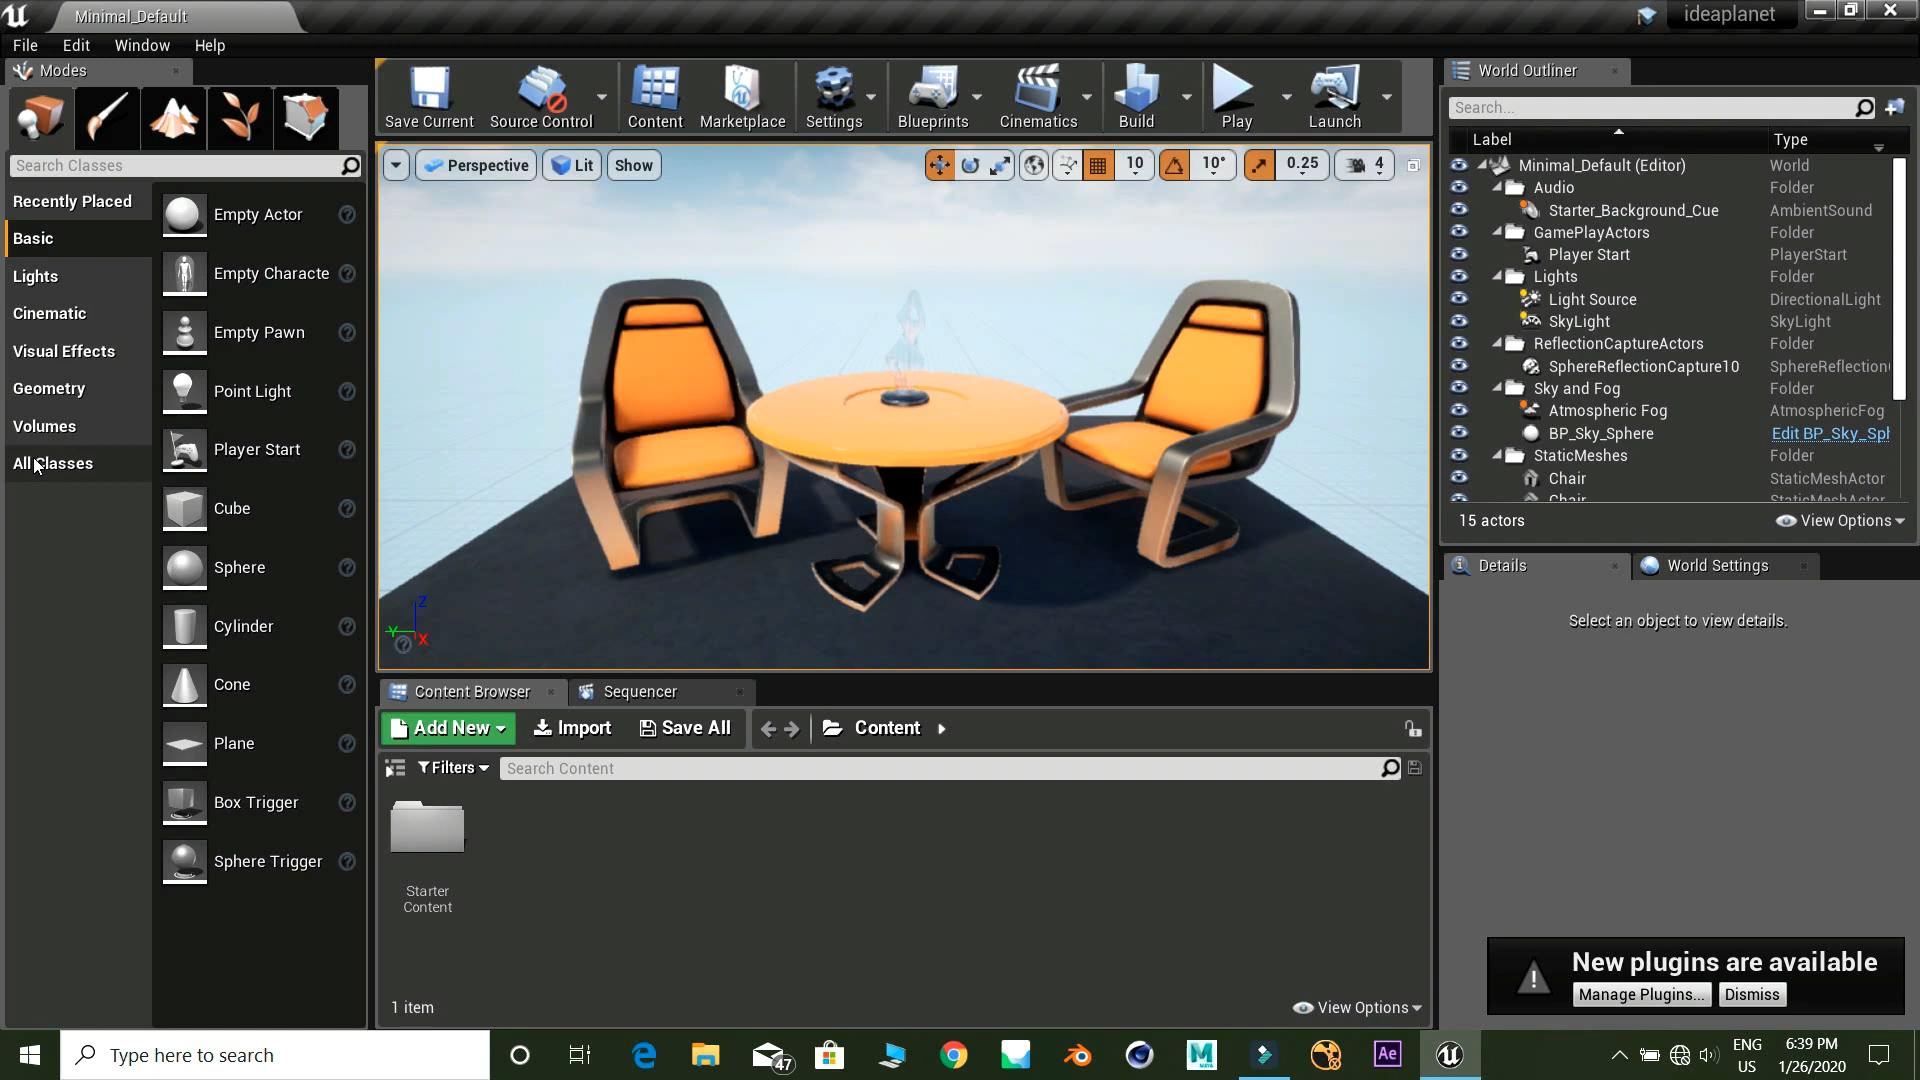 Minimal_Default
ideaplanet
File Edit Window Help
Modes
Search Classes
Recently Placed
Basic
Lights
Cinematic
Visual Effects
Geometry
Volumes
All Classes
Empty Actor
Empty Characte
Empty Pawn
Point Light
Player Start
Cube
Sphere
Cylinder
Cone
Plane
Box Trigger
Sphere Trigger
Save Current Source Control Content Marketplace Settings Blueprints Cinematics Build Play Launch
Perspective Lit Show 10 10° 0.25 4
Z
Y
X
Content Browser Sequencer
Add New Import Save All Content
Filters Search Content
Starter
Content
1 item View Options
World Outliner
Search...
Label Type
Minimal_Default (Editor) World
Audio Folder
Starter_Background_Cue AmbientSound
GamePlayActors Folder
Player Start PlayerStart
Lights Folder
Light Source DirectionalLight
SkyLight SkyLight
ReflectionCaptureActors Folder
SphereReflectionCapture10 SphereReflection
Sky and Fog Folder
Atmospheric Fog AtmosphericFog
BP_Sky_Sphere Edit BP_Sky_Sph
StaticMeshes Folder
Chair StaticMeshActor
Chair StaticMeshActor
15 actors View Options
Details World Settings
Select an object to view details.
New plugins are available
Manage Plugins... Dismiss
Type here to search
47
Ae
ENG
US
6:39 PM
1/26/2020